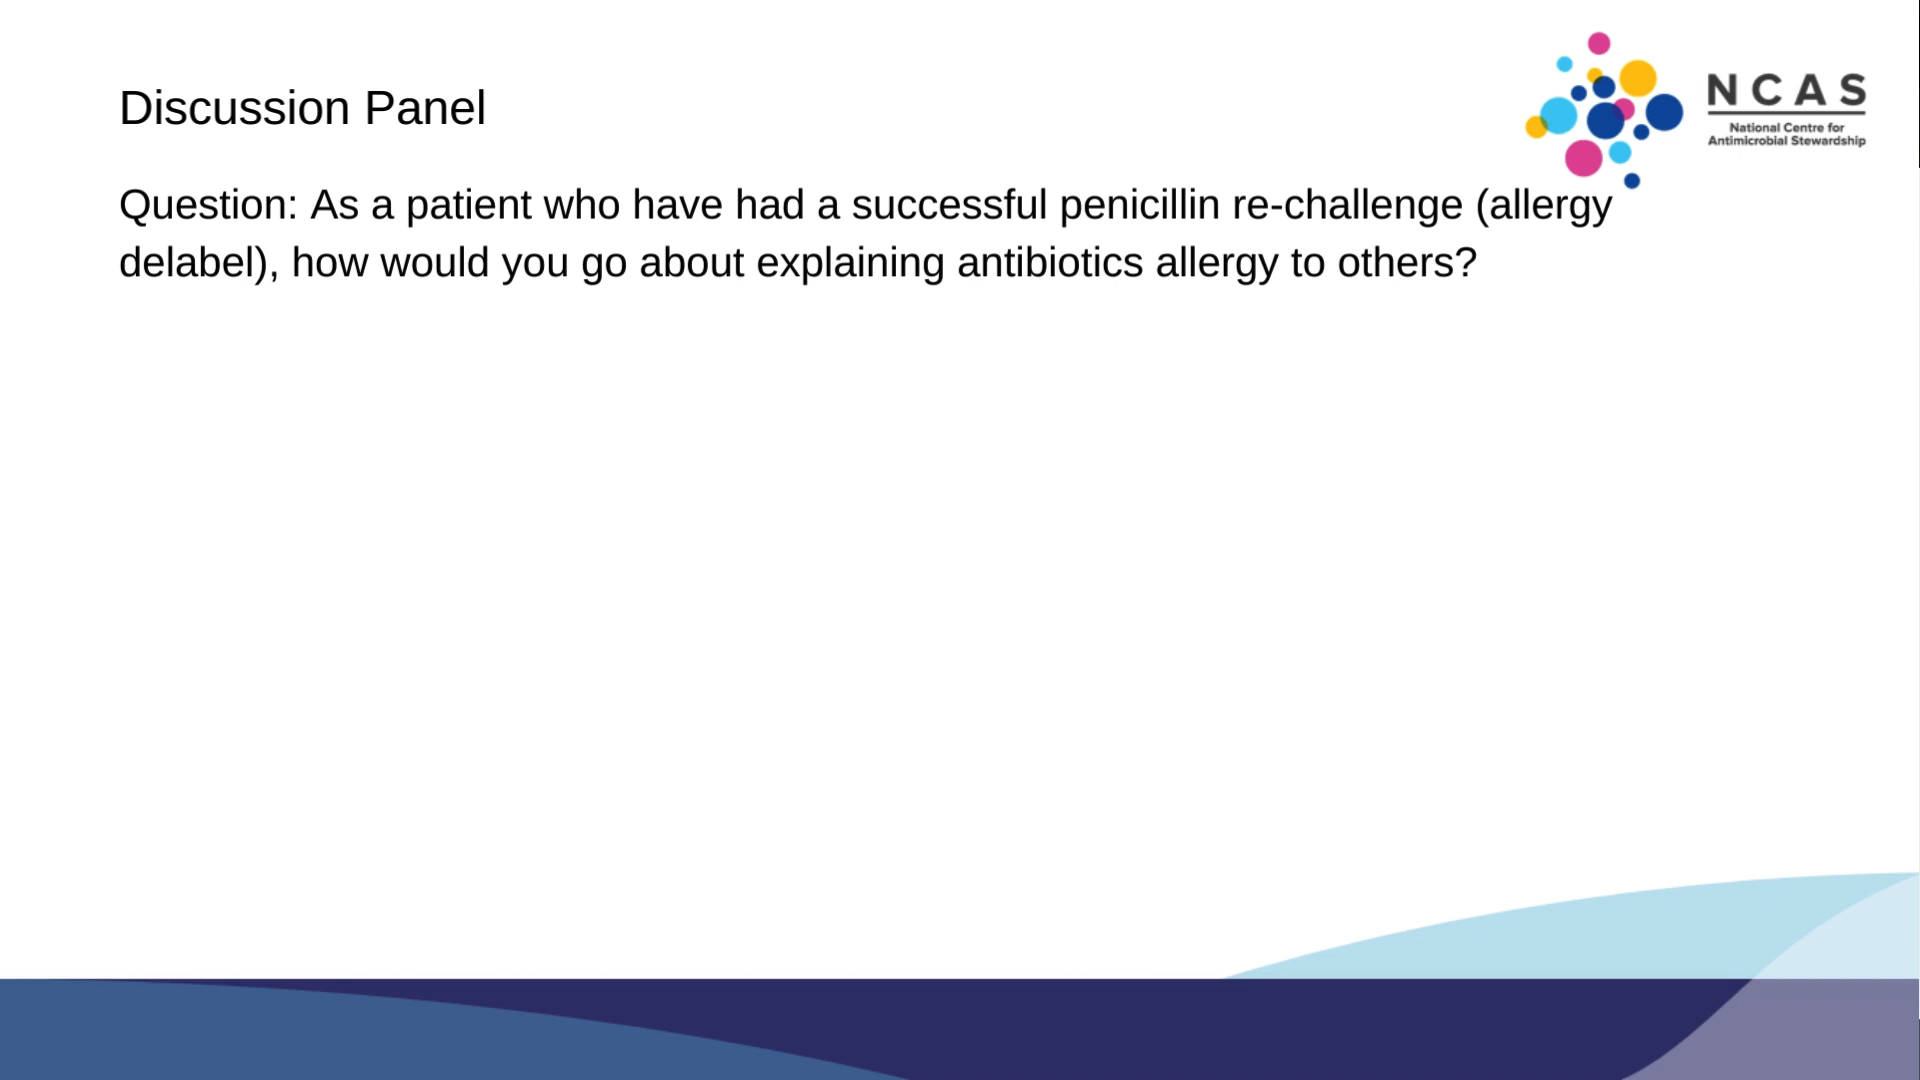 Discussion Panel
NCAS
National Centre for
Antimicrobial Stewardship
Question: As a patient who have had a successful penicillin re-challenge (allergy
delabel), how would you go about explaining antibiotics allergy to others?